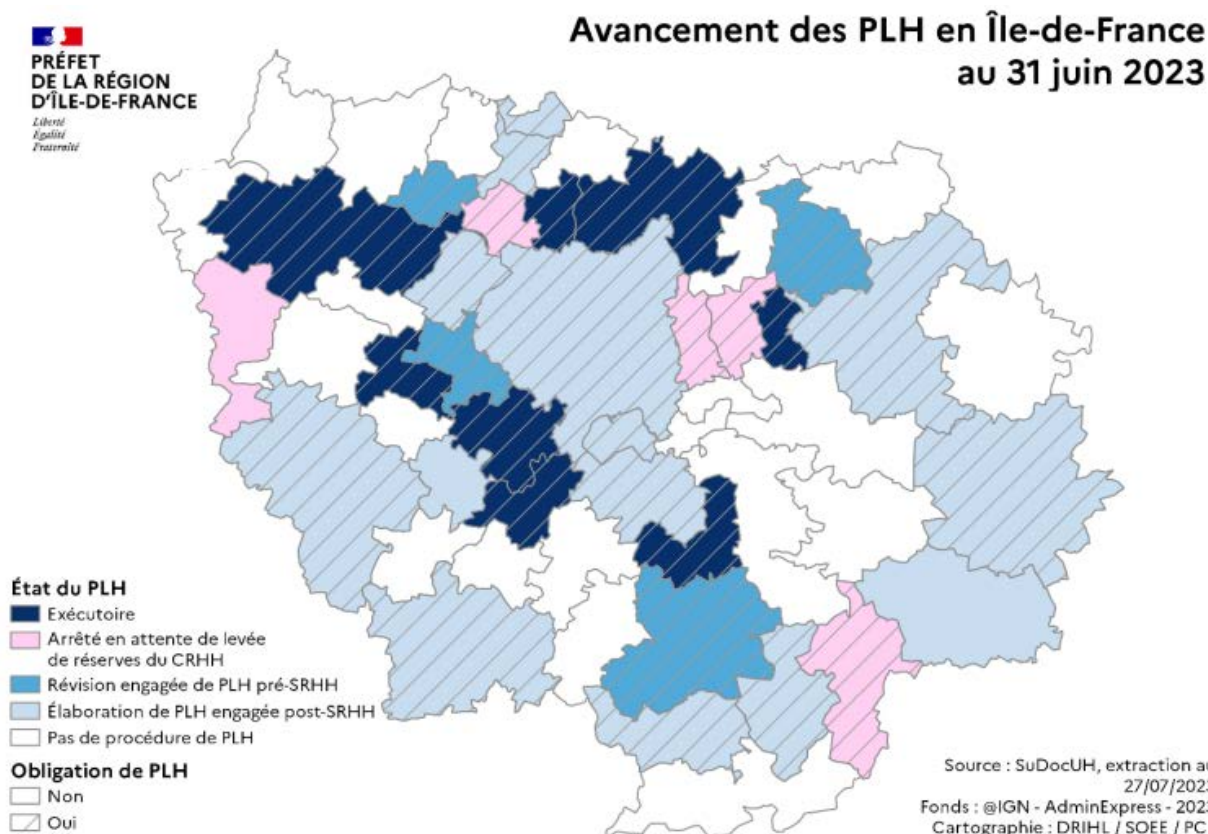 PRÉFET
DE LA RÉGION
D'ÎLE-DE-FRANCE
Liberté
Égalité
Fraternité
Avancement des PLH en Île-de-France
au 31 juin 2023
État du PLH
Exécutoire
Arrêté en attente de levée
de réserves du CRHH
Révision engagée de PLH pré-SRHH
Élaboration de PLH engagée post-SRHH
Pas de procédure de PLH
Obligation de PLH
Non
Oui
Source : SuDocUH, extraction au
27/07/2023
Fonds : @IGN - AdminExpress - 2023
Cartographie : DRIHL / SOEE / PC